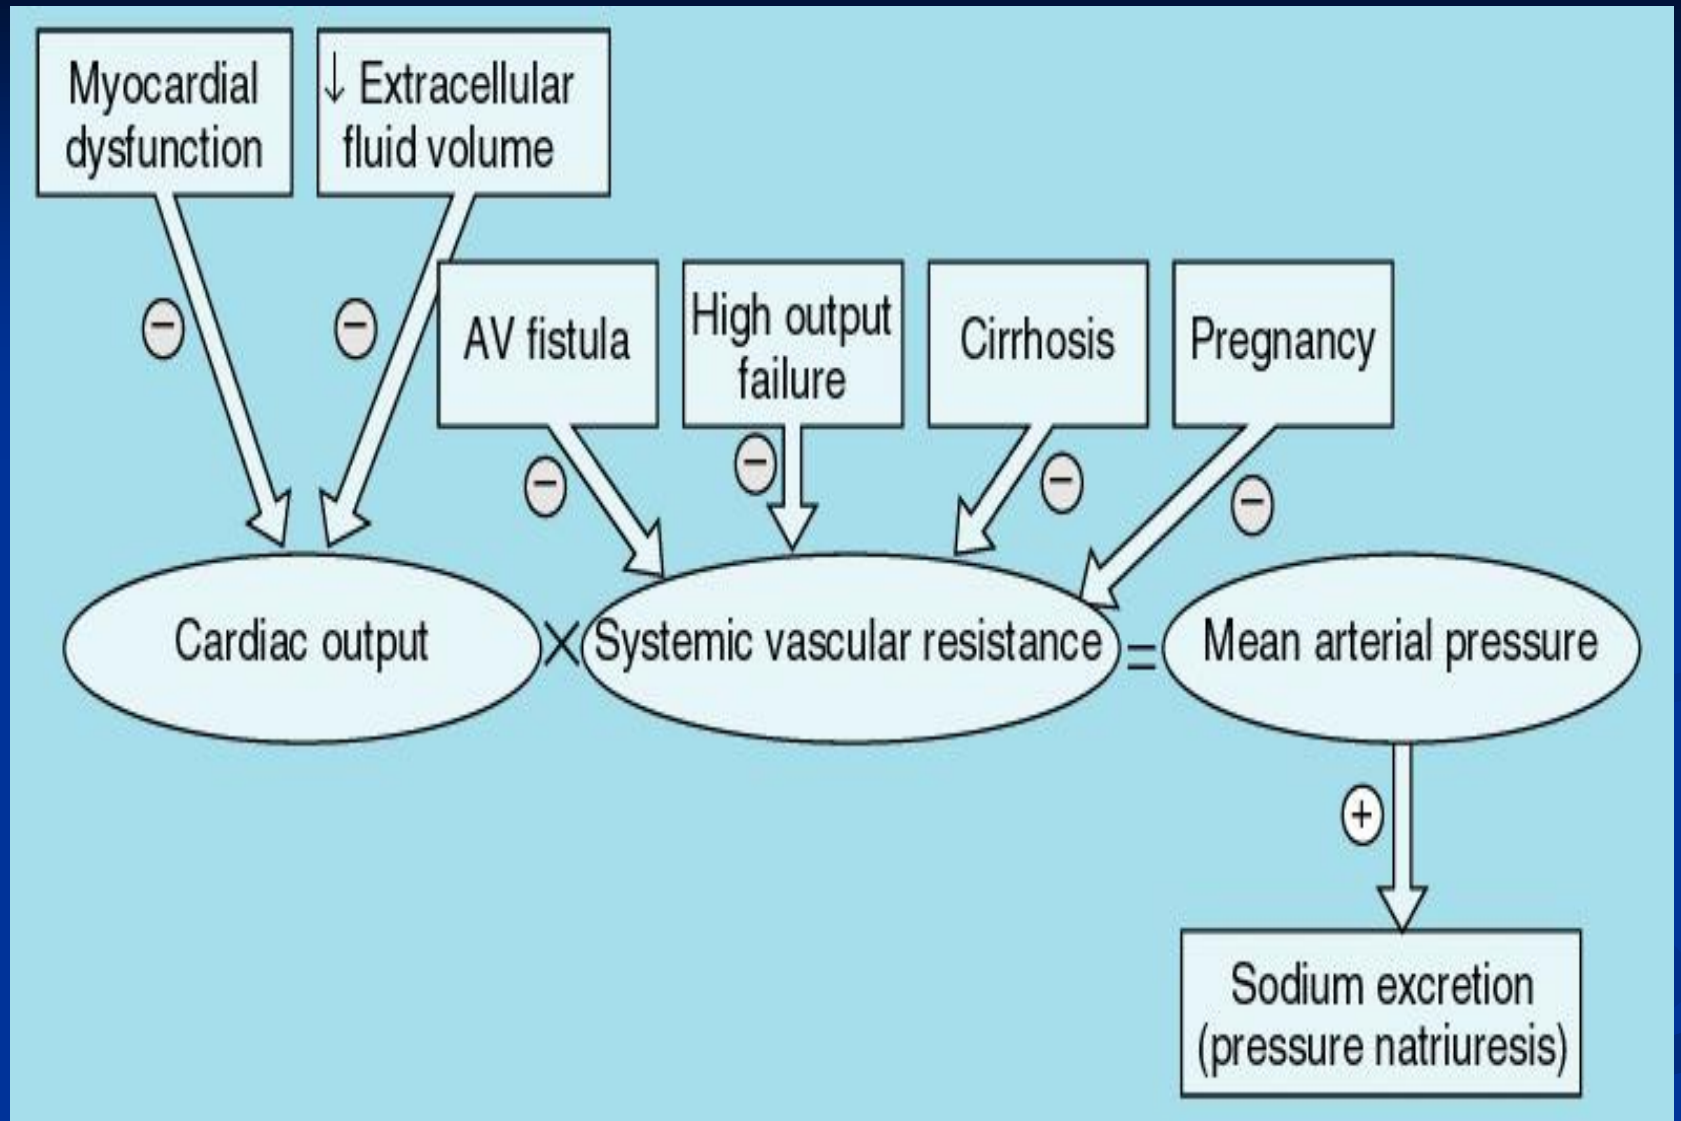 Myocardial
dysfunction
↓ Extracellular
fluid volume
AV fistula
High output
failure
Cirrhosis
Pregnancy
−
−
−
−
−
−
Cardiac output
×
Systemic vascular resistance
=
Mean arterial pressure
+
Sodium excretion
(pressure natriuresis)